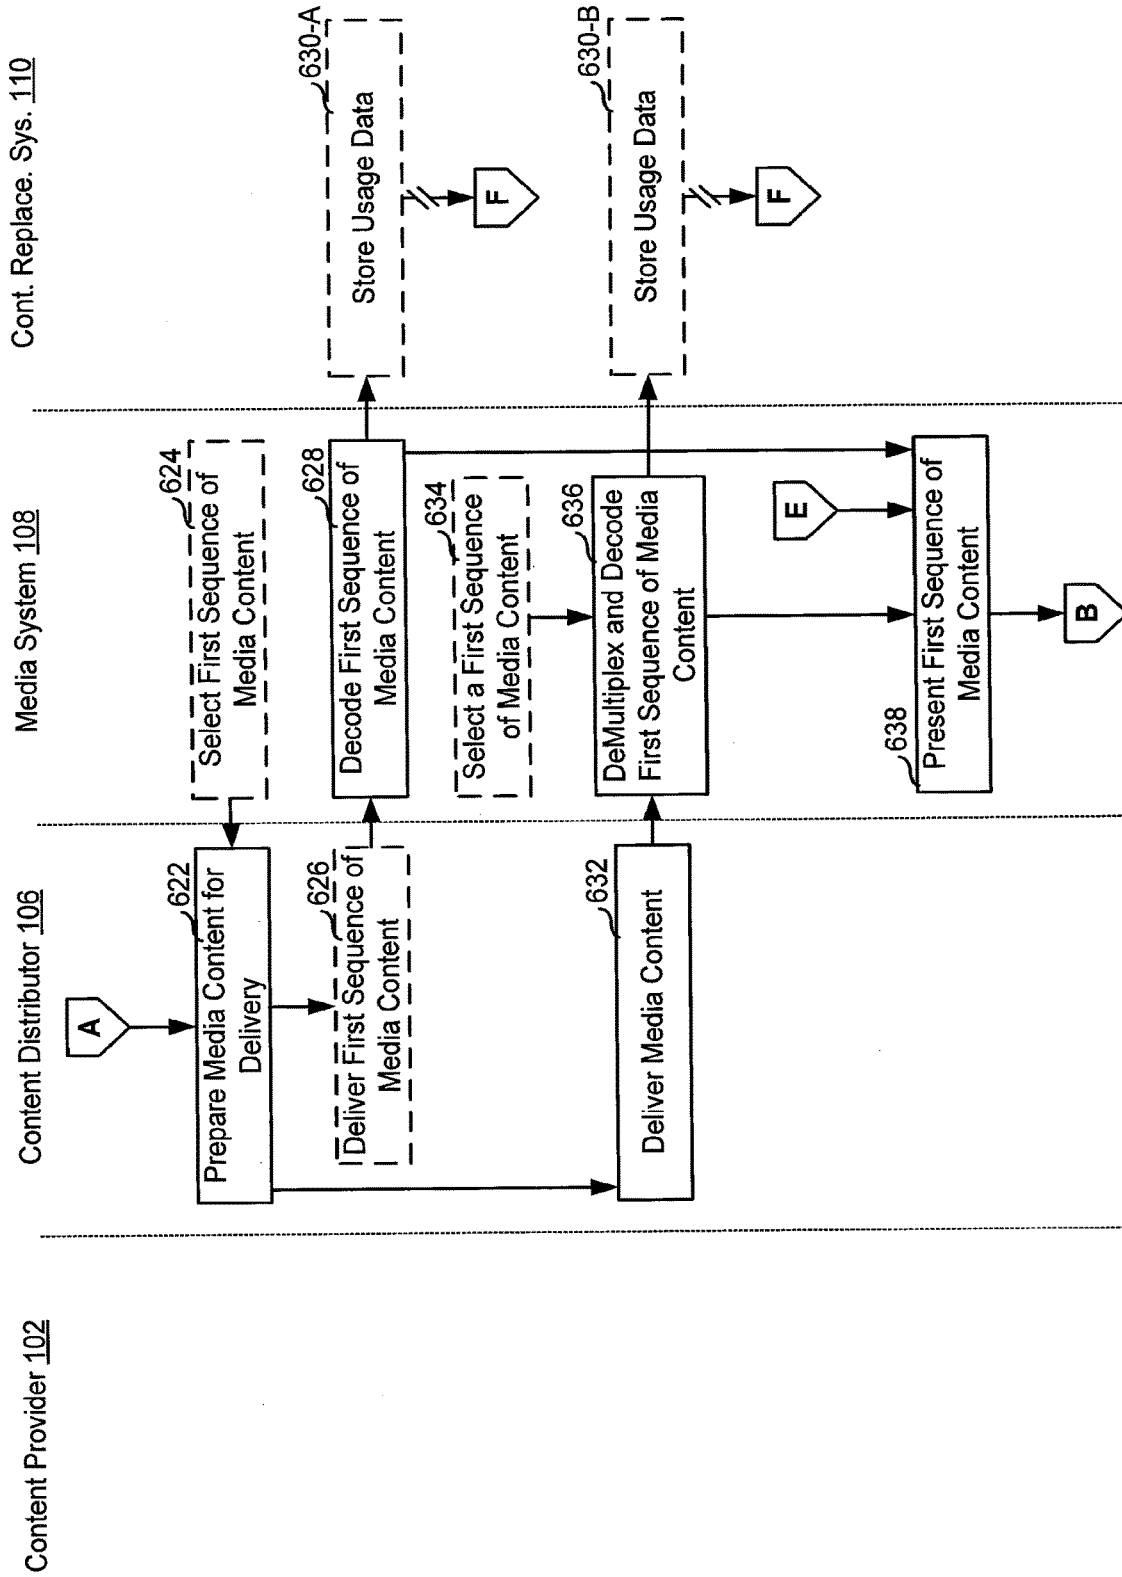 Content Provider 102
Content Distributor 106
Media System 108
Cont. Replace. Sys. 110
A
622
Prepare Media Content for
Delivery
624
Select First Sequence of
Media Content
626
Deliver First Sequence of
Media Content
628
Decode First Sequence of
Media Content
630-A
Store Usage Data
F
634
Select a First Sequence
of Media Content
632
Deliver Media Content
636
DeMultiplex and Decode
First Sequence of Media
Content
630-B
Store Usage Data
F
E
638
Present First Sequence of
Media Content
B